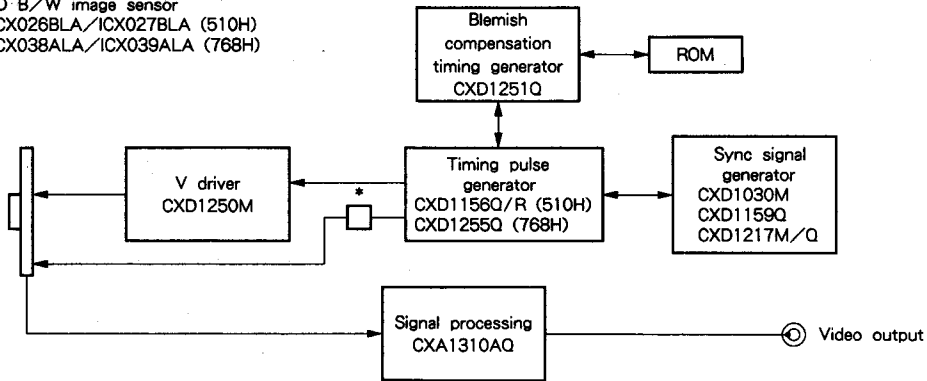 B/W image sensor
CX026BLA/ICX027BLA (510H)
CX038ALA/ICX039ALA (768H)
Blemish
compensation
timing generator
CXD1251Q
ROM
V driver
CXD1250M
*
Timing pulse
generator
CXD1156Q/R (510H)
CXD1255Q (768H)
Sync signal
generator
CXD1030M
CXD1159Q
CXD1217M/Q
Signal processing
CXA1310AQ
Video output